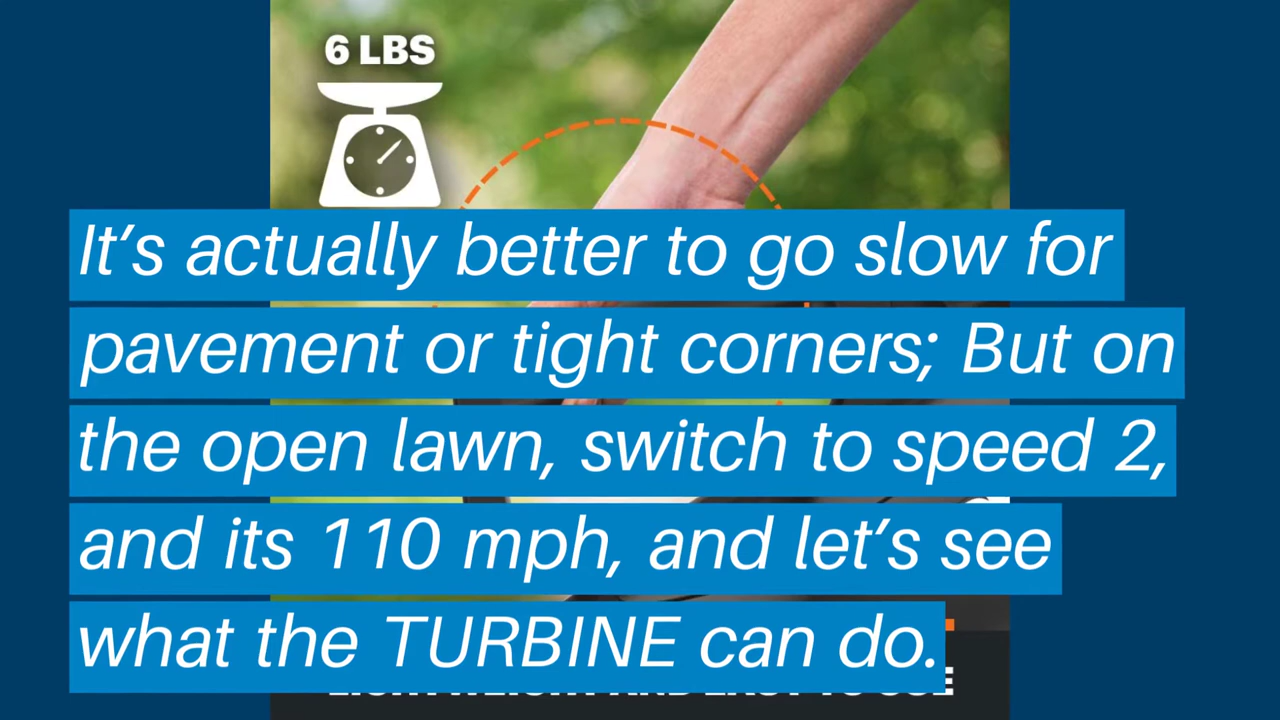 6 LBS
It’s actually better to go slow for
pavement or tight corners; But on
the open lawn, switch to speed 2,
and its 110 mph, and let’s see
what the TURBINE can do.